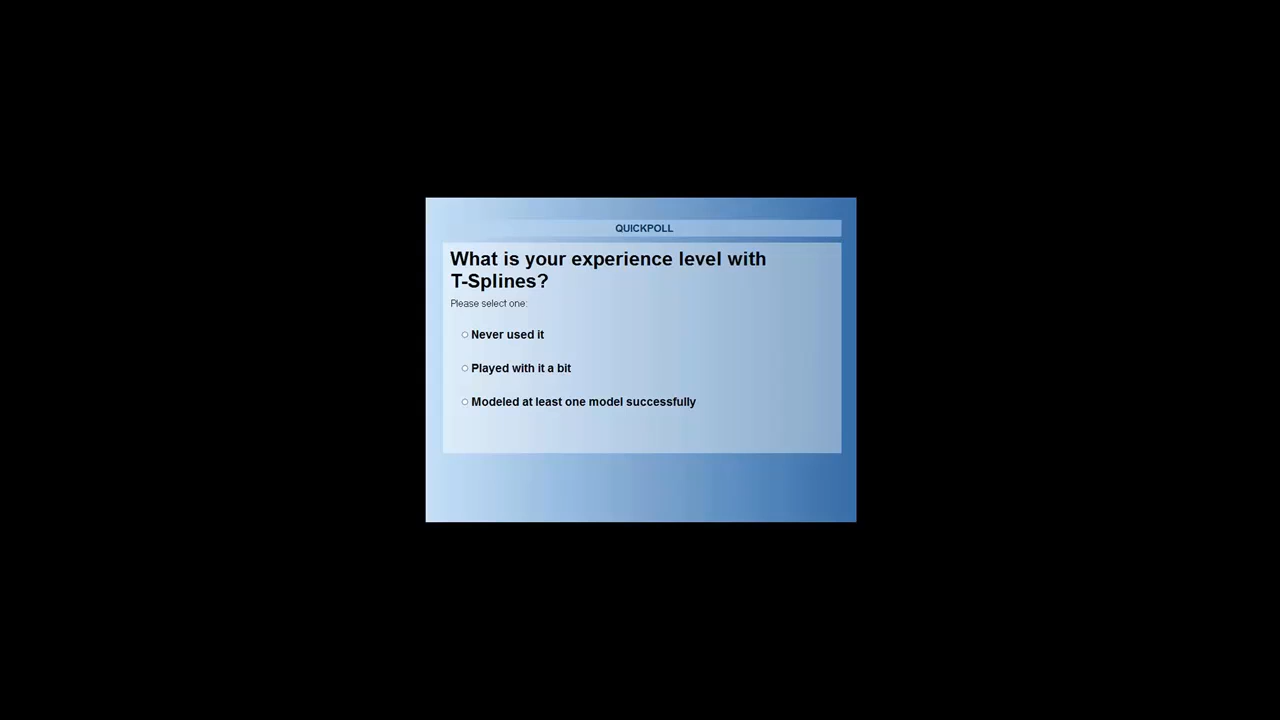 QUICKPOLL
What is your experience level with
T-Splines?
Please select one:
Never used it
Played with it a bit
Modeled at least one model successfully